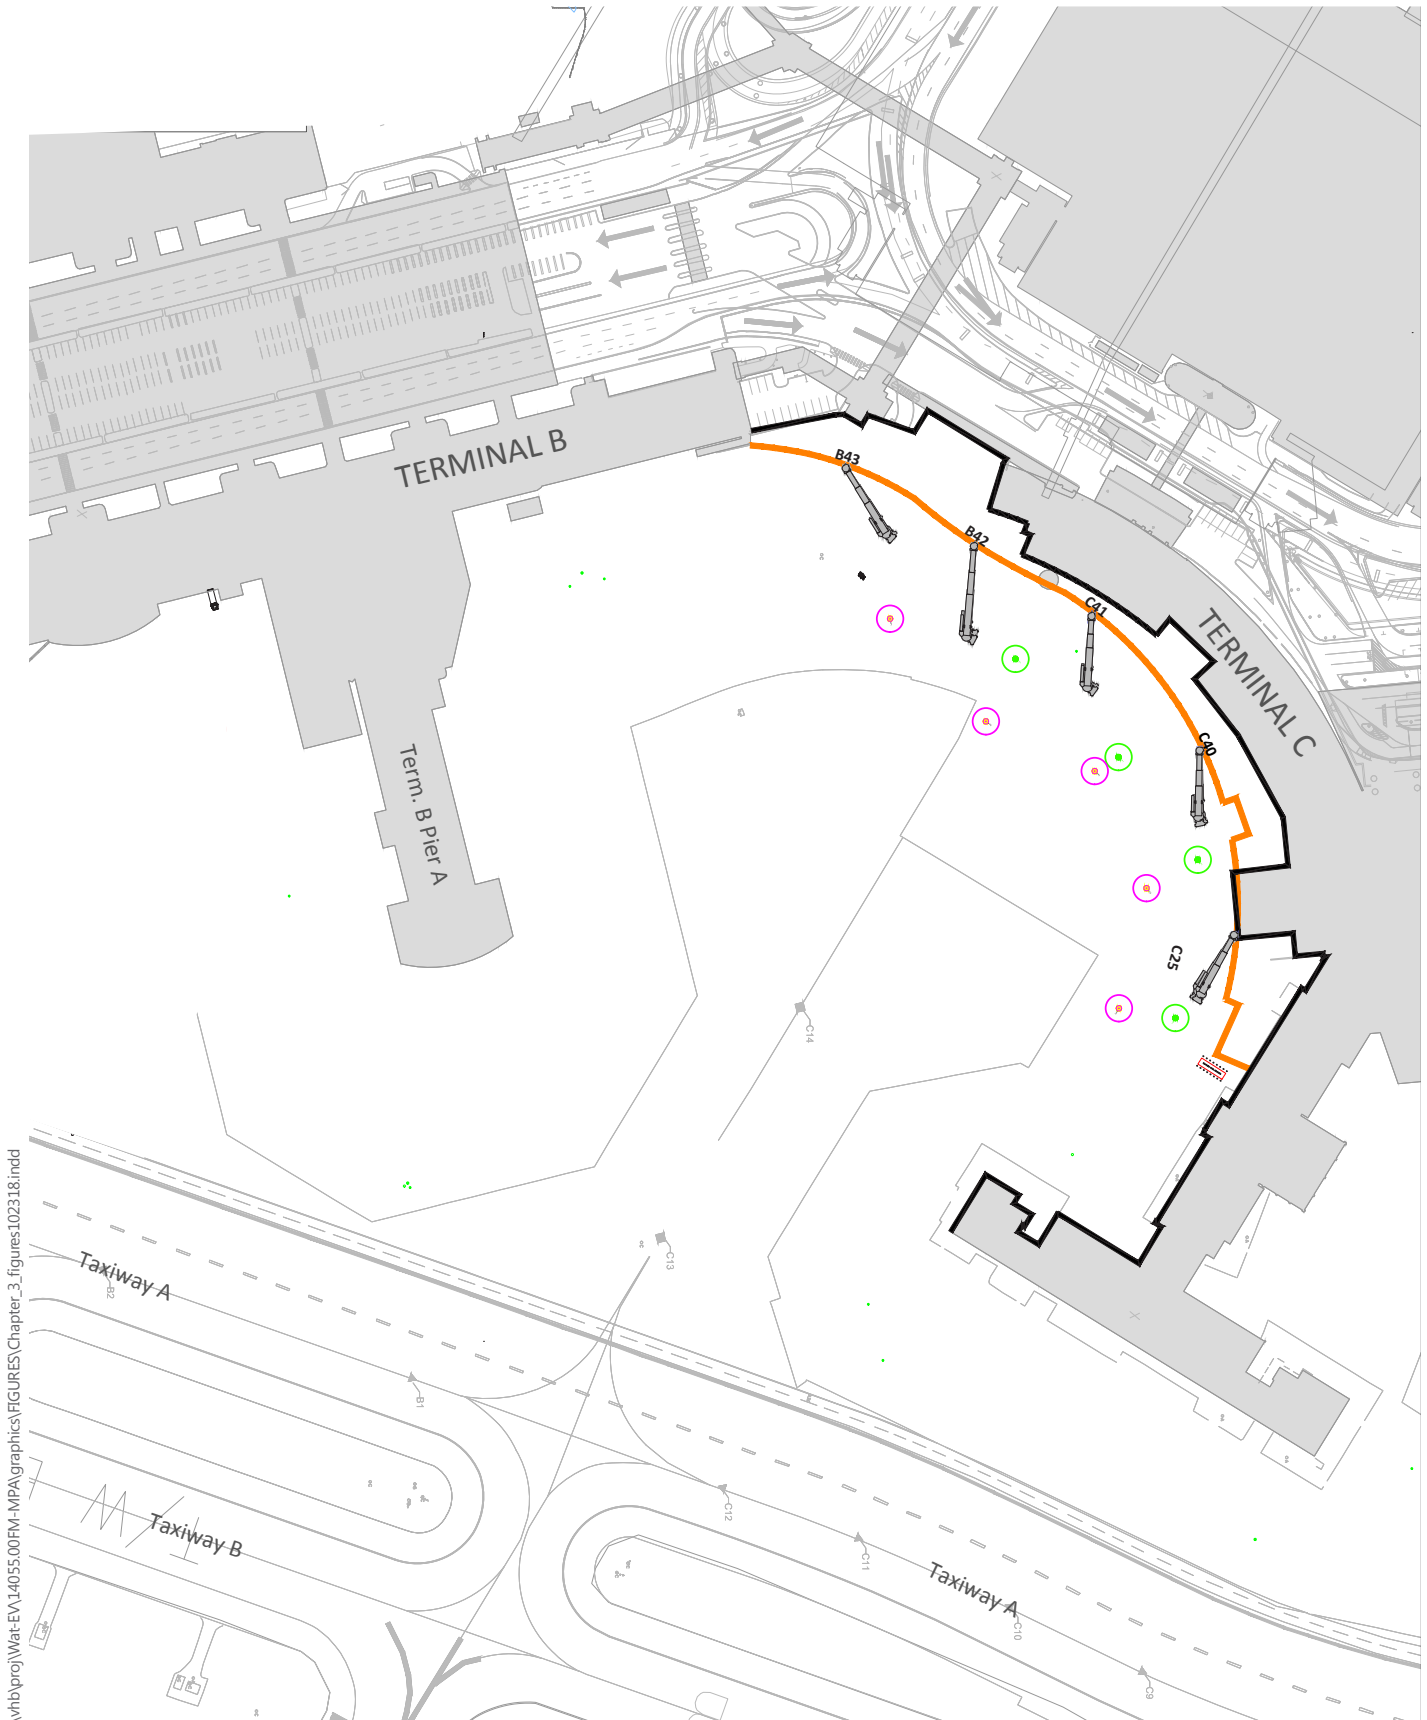 TERMINAL B
B43
B42
C41
TERMINAL C
C40
Term. B Pier A
C25
C14
C13
Taxiway A
B2
B1
C12
C11
Taxiway B
Taxiway A
C10
C9
\vhb\proj\Wat-EV\14055.00FM-MPA\graphics\FIGURES\Chapter_3_figures102318.indd